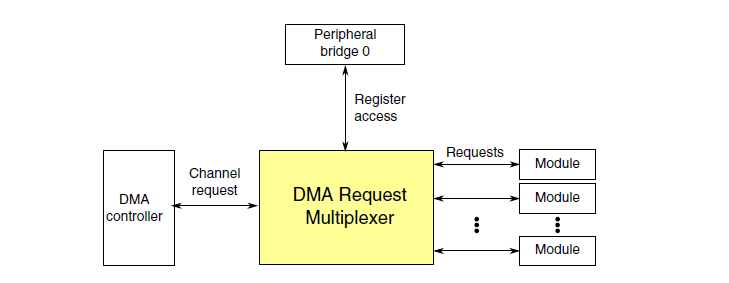 Peripheral
bridge 0
Register
access
Requests
Module
Channel
request
DMA
controller
DMA Request
Multiplexer
Module
Module